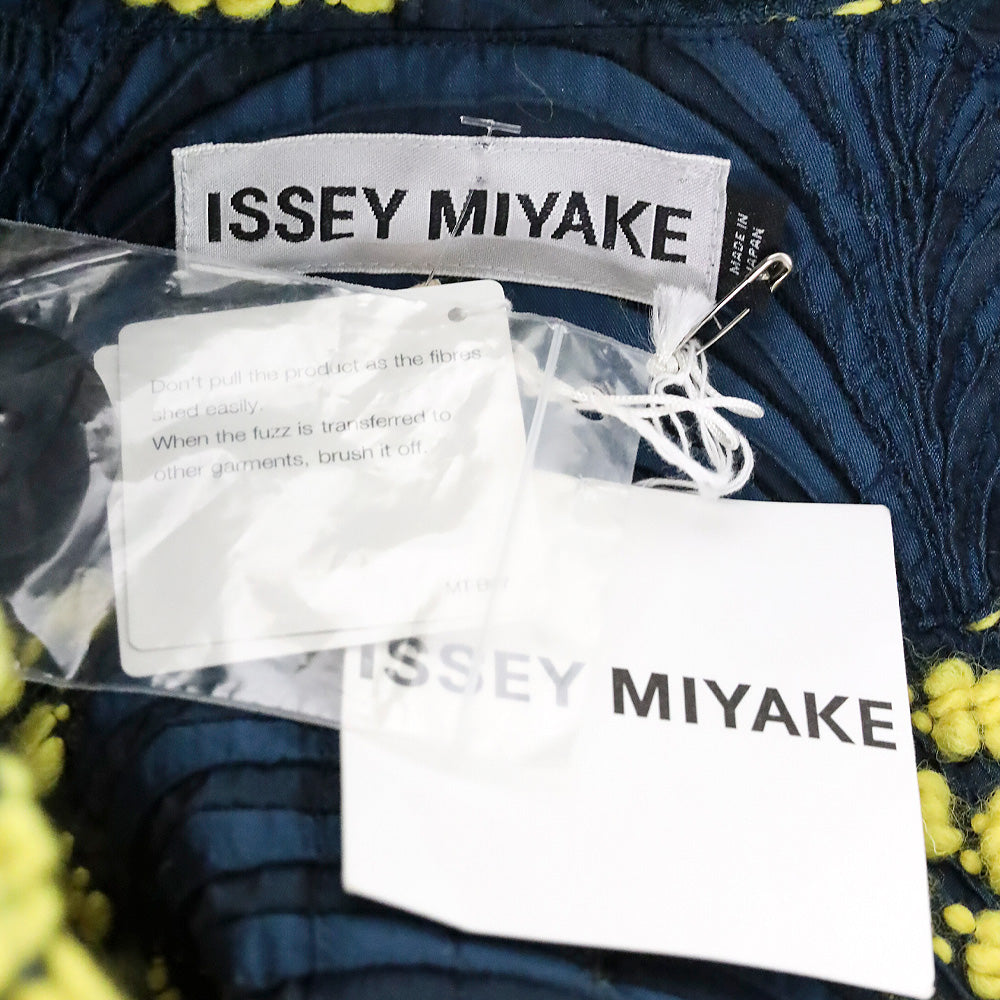 ISSEY MIYAKE
MADE IN
JAPAN
Don't pull the product as the fibres
shed easily.
When the fuzz is transferred to
other garments, brush it off.
ISSEY MIYAKE